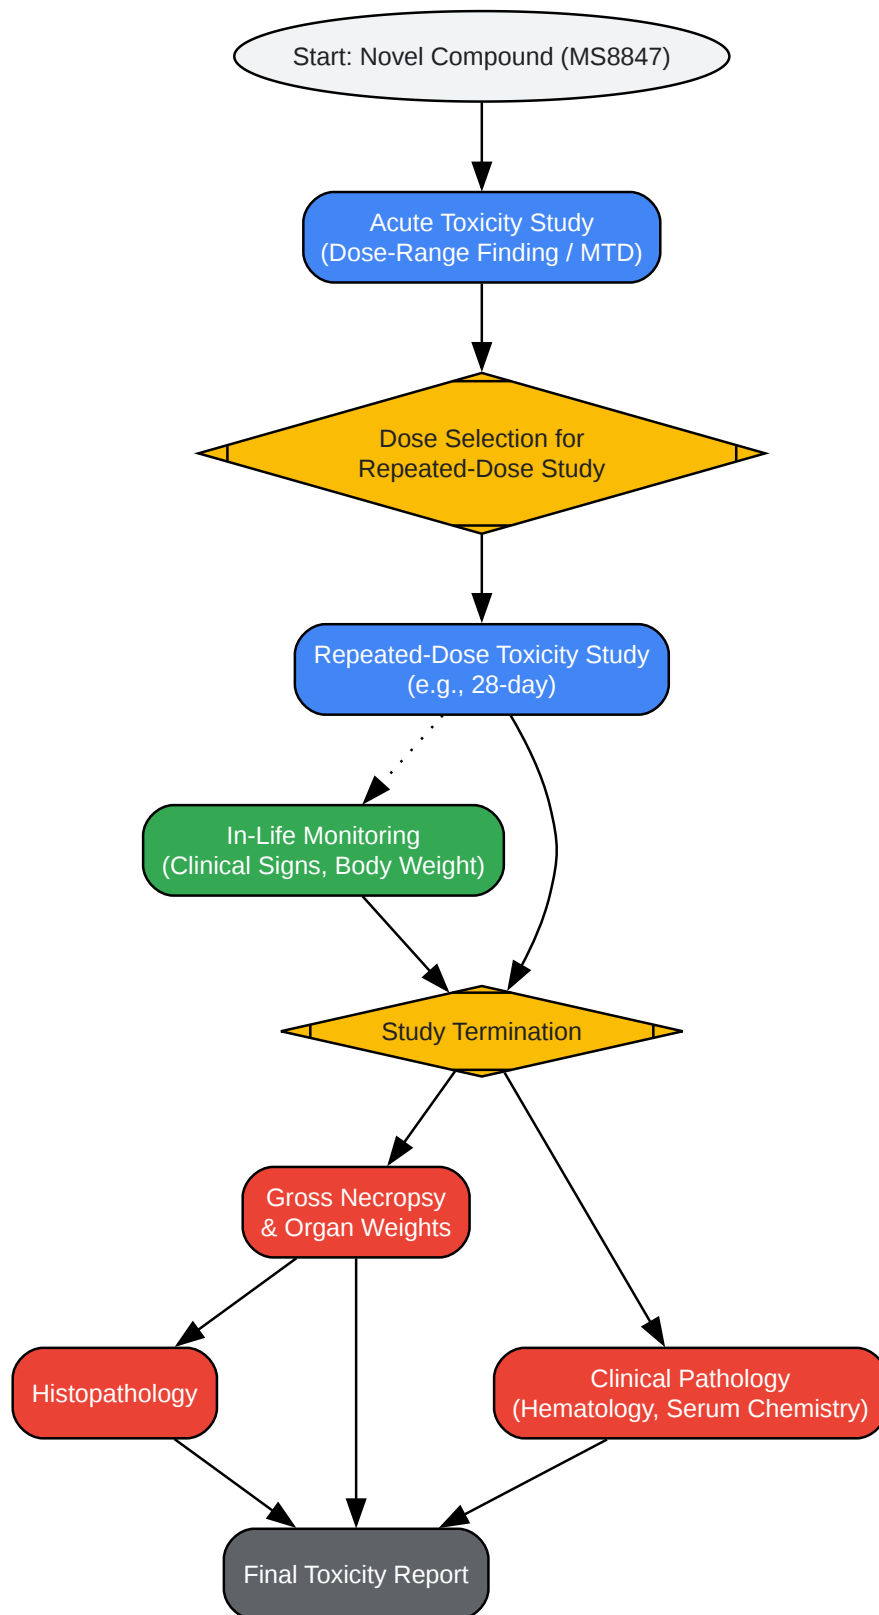 Start: Novel Compound (MS8847)
Acute Toxicity Study
(Dose-Range Finding / MTD)
Dose Selection for
Repeated-Dose Study
Repeated-Dose Toxicity Study
(e.g., 28-day)
In-Life Monitoring
(Clinical Signs, Body Weight)
Study Termination
Gross Necropsy
& Organ Weights
Histopathology
Clinical Pathology
(Hematology, Serum Chemistry)
Final Toxicity Report